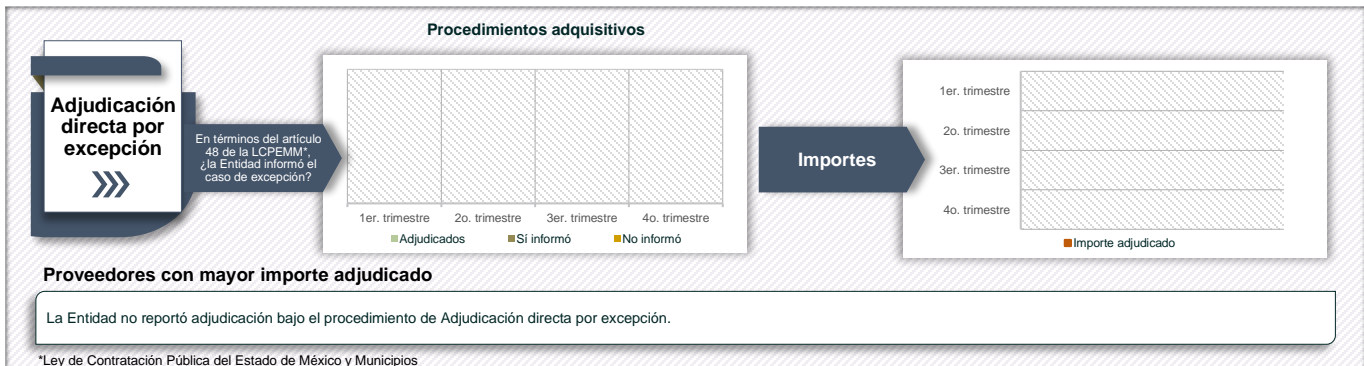 Procedimientos adquisitivos
Adjudicación
directa por
excepción
En términos del artículo
48 de la LCPEMM*,
¿la Entidad informó el
caso de excepción?
1er. trimestre 2o. trimestre 3er. trimestre 4o. trimestre
Adjudicados Sí informó No informó
Importes
1er. trimestre
2o. trimestre
3er. trimestre
4o. trimestre
Importe adjudicado
Proveedores con mayor importe adjudicado
La Entidad no reportó adjudicación bajo el procedimiento de Adjudicación directa por excepción.
*Ley de Contratación Pública del Estado de México y Municipios